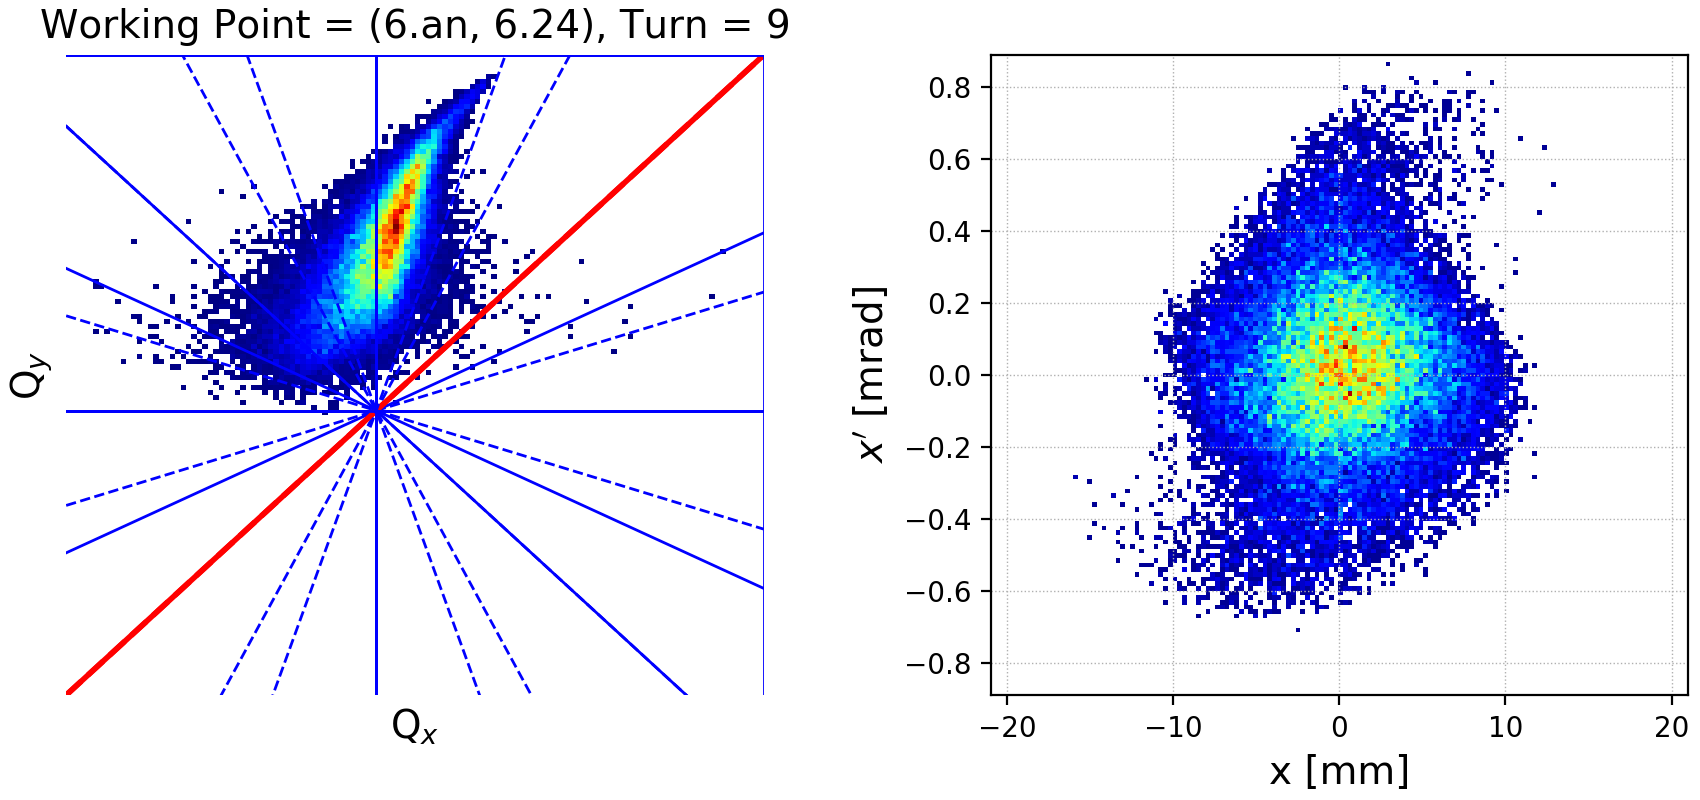 Working Point = (6.an, 6.24), Turn = 9
Qy
Qx
0.8
0.6
0.4
0.2
0.0
−0.2
−0.4
−0.6
−0.8
x′ [mrad]
−20 −10 0 10 20
x [mm]